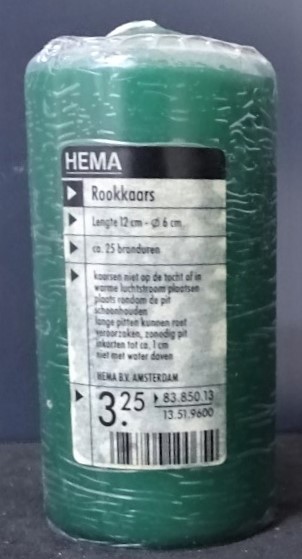 HEMA
Rookkaars
Lengte 12 cm - ∅ 6 cm
ca. 25 branduren
kaarsen niet op de tocht of in
warme luchtstroom plaatsen
plaats rondom de pit
schoonhouden
lange pitten kunnen roet
veroorzaken, zonodig pit
inkorten tot ca. 1 cm
niet met water doven
HEMA B.V. AMSTERDAM
3.25
83.850.13
13.51.9600